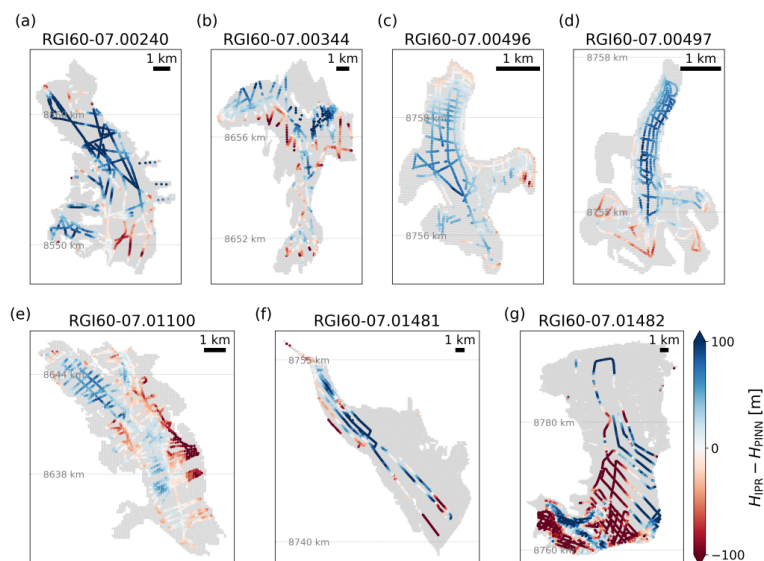 (a)
RGI60-07.00240
1 km
km
8550 km
(b)
RGI60-07.00344
1 km
8656 km
8652 km
(c)
RGI60-07.00496
1 km
8758 km
8756 km
(d)
RGI60-07.00497
1 km
8758 km
km
(e)
RGI60-07.01100
1 km
8644 km
8638 km
(f)
RGI60-07.01481
1 km
8755 km
8740 km
(g)
RGI60-07.01482
1 km
8780 km
8760 km
100
0
−100
H_IPR − H_PINN [m]